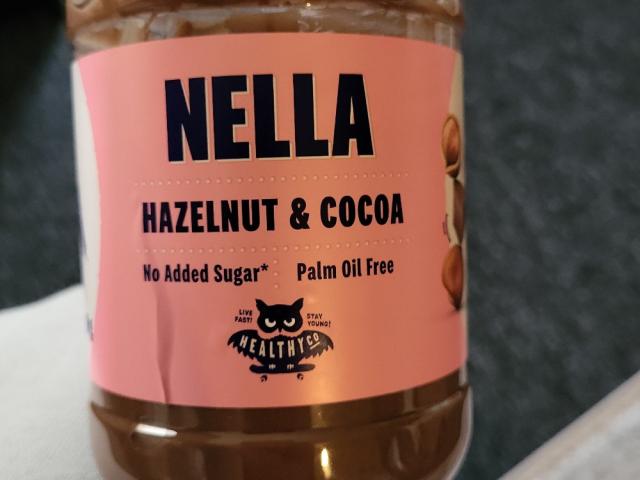 NELLA
HAZELNUT & COCOA
No Added Sugar* Palm Oil Free
LIVE FAST! STAY YOUNG!
HEALTHYCO